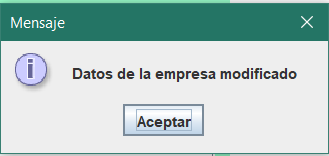 Mensaje
Datos de la empresa modificado
Aceptar